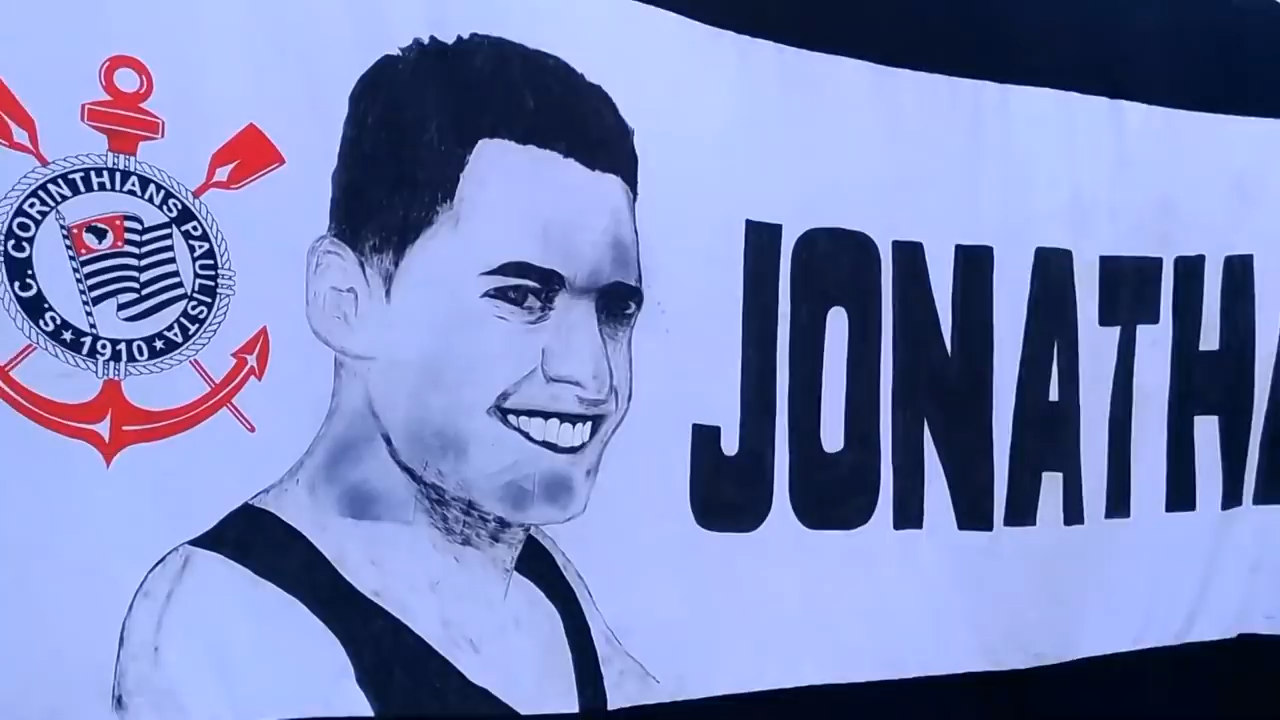 S. C. CORINTHIANS PAULISTA
★ 1910 ★
JONATHA